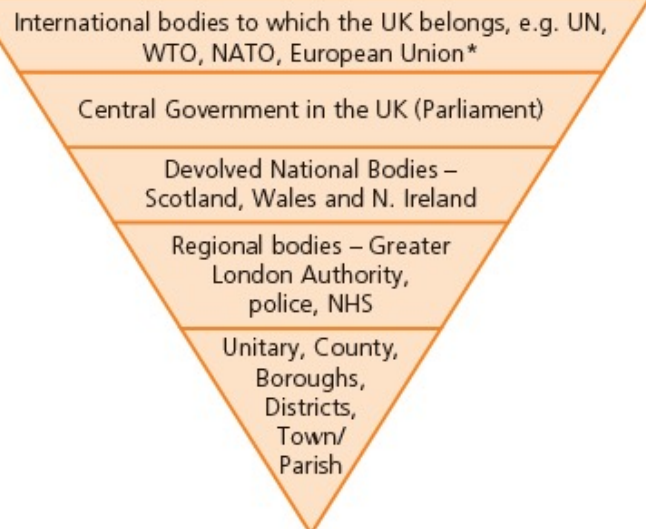 International bodies to which the UK belongs, e.g. UN,
WTO, NATO, European Union*
Central Government in the UK (Parliament)
Devolved National Bodies –
Scotland, Wales and N. Ireland
Regional bodies – Greater
London Authority,
police, NHS
Unitary, County,
Boroughs,
Districts,
Town/
Parish